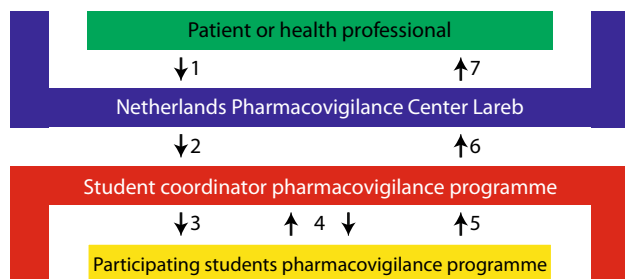 Patient or health professional
1 7
Netherlands Pharmacovigilance Center Lareb
2 6
Student coordinator pharmacovigilance programme
3 4 5
Participating students pharmacovigilance programme